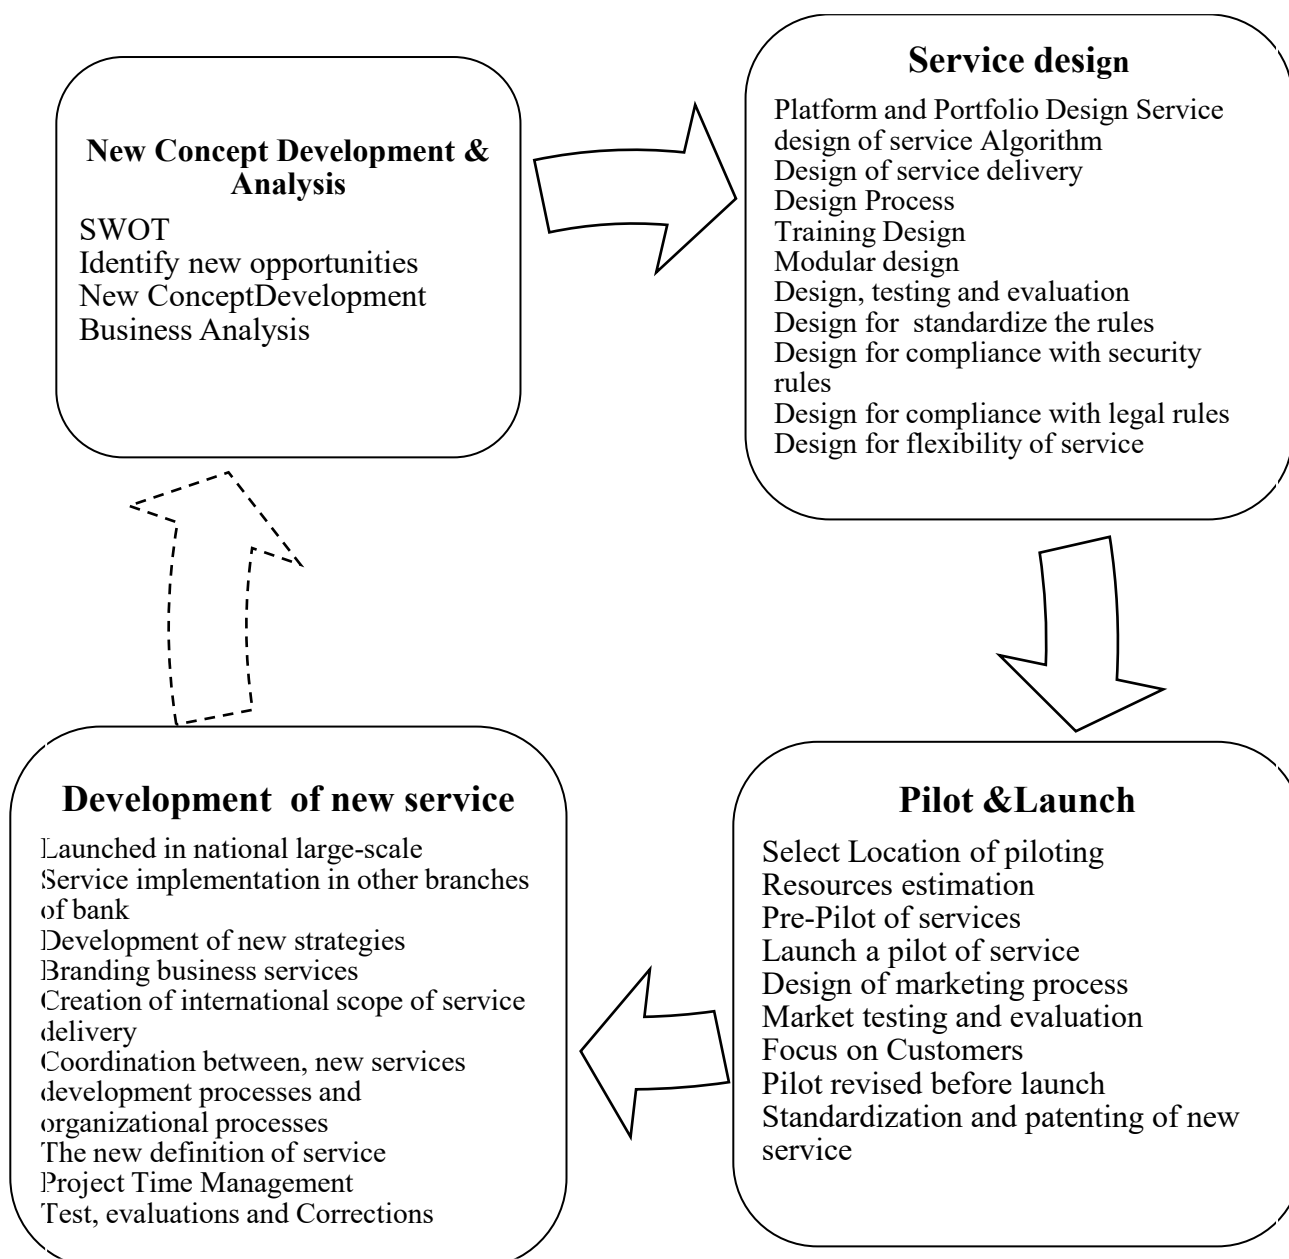 New Concept Development &
Analysis
SWOT
Identify new opportunities
New ConceptDevelopment
Business Analysis
Service design
Platform and Portfolio Design Service
design of service Algorithm
Design of service delivery
Design Process
Training Design
Modular design
Design, testing and evaluation
Design for  standardize the rules
Design for compliance with security
rules
Design for compliance with legal rules
Design for flexibility of service
Pilot &Launch
Select Location of piloting
Resources estimation
Pre-Pilot of services
Launch a pilot of service
Design of marketing process
Market testing and evaluation
Focus on Customers
Pilot revised before launch
Standardization and patenting of new
service
Development  of new service
Launched in national large-scale
Service implementation in other branches
of bank
Development of new strategies
Branding business services
Creation of international scope of service
delivery
Coordination between, new services
development processes and
organizational processes
The new definition of service
Project Time Management
Test, evaluations and Corrections